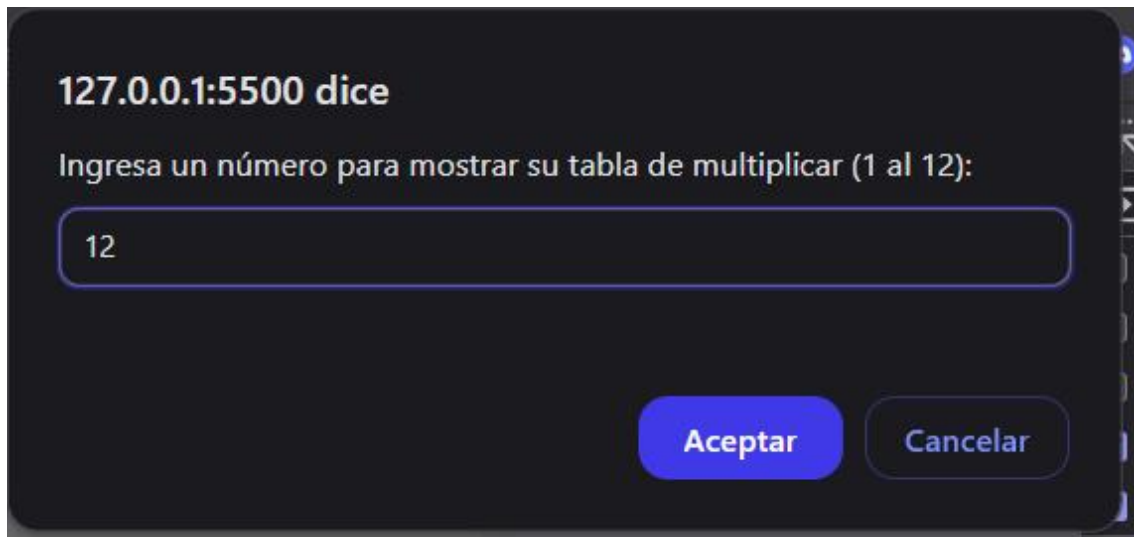 127.0.0.1:5500 dice
Ingresa un número para mostrar su tabla de multiplicar (1 al 12):
12
Aceptar Cancelar